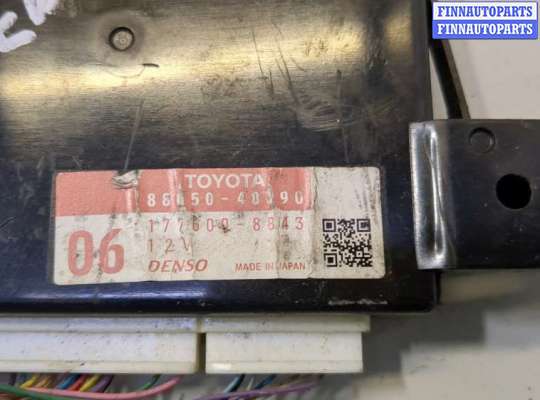 FINNAUTOPARTS
FINNAUTOPARTS
TOYOTA
88650-48390
06
177600-8843
12V
DENSO
MADE IN JAPAN